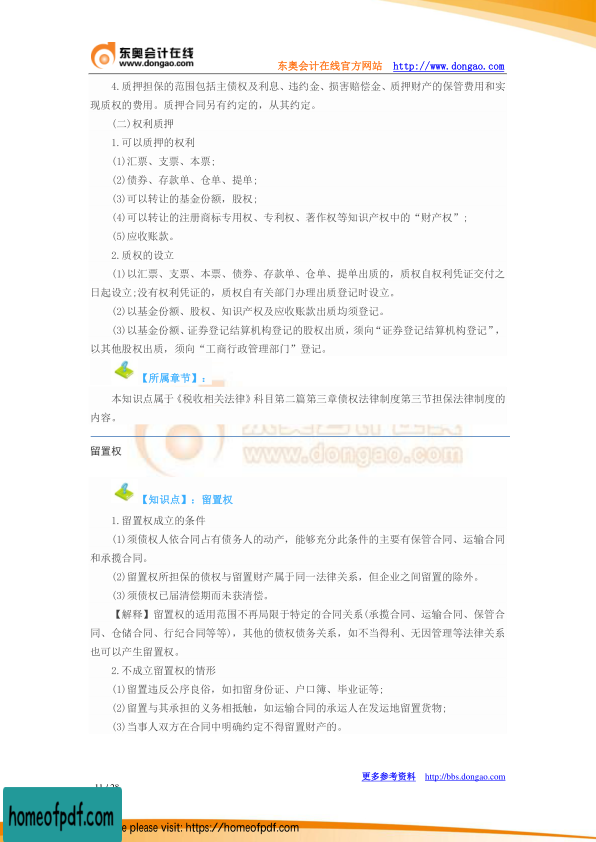 东奥会计在线
www.dongao.com
东奥会计在线官方网站 http://www.dongao.com
4.质押担保的范围包括主债权及利息、违约金、损害赔偿金、质押财产的保管费用和实
现质权的费用。质押合同另有约定的，从其约定。
(二)权利质押
1.可以质押的权利
(1)汇票、支票、本票;
(2)债券、存款单、仓单、提单;
(3)可以转让的基金份额，股权;
(4)可以转让的注册商标专用权、专利权、著作权等知识产权中的“财产权”;
(5)应收账款。
2.质权的设立
(1)以汇票、支票、本票、债券、存款单、仓单、提单出质的，质权自权利凭证交付之
日起设立;没有权利凭证的，质权自有关部门办理出质登记时设立。
(2)以基金份额、股权、知识产权及应收账款出质均须登记。
(3)以基金份额、证券登记结算机构登记的股权出质，须向“证券登记结算机构登记”，
以其他股权出质，须向“工商行政管理部门”登记。
【所属章节】：
本知识点属于《税收相关法律》科目第二篇第三章债权法律制度第三节担保法律制度的
内容。
留置权
www.dongao.com
【知识点】：留置权
1.留置权成立的条件
(1)须债权人依合同占有债务人的动产，能够充分此条件的主要有保管合同、运输合同
和承揽合同。
(2)留置权所担保的债权与留置财产属于同一法律关系，但企业之间留置的除外。
(3)须债权已届清偿期而未获清偿。
【解释】留置权的适用范围不再局限于特定的合同关系(承揽合同、运输合同、保管合
同、仓储合同、行纪合同等等)，其他的债权债务关系，如不当得利、无因管理等法律关系
也可以产生留置权。
2.不成立留置权的情形
(1)留置违反公序良俗，如扣留身份证、户口簿、毕业证等;
(2)留置与其承担的义务相抵触，如运输合同的承运人在发运地留置货物;
(3)当事人双方在合同中明确约定不得留置财产的。
更多参考资料 http://bbs.dongao.com
11 / 28
homeofpdf.com
please visit: https://homeofpdf.com